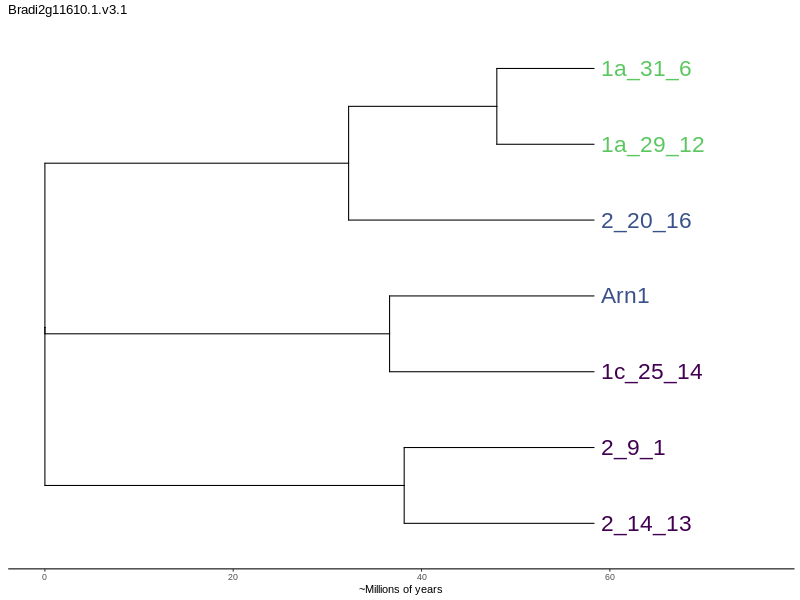 Bradi2g11610.1.v3.1
1a_31_6
1a_29_12
2_20_16
Arn1
1c_25_14
2_9_1
2_14_13
0 20 40 60
~Millions of years